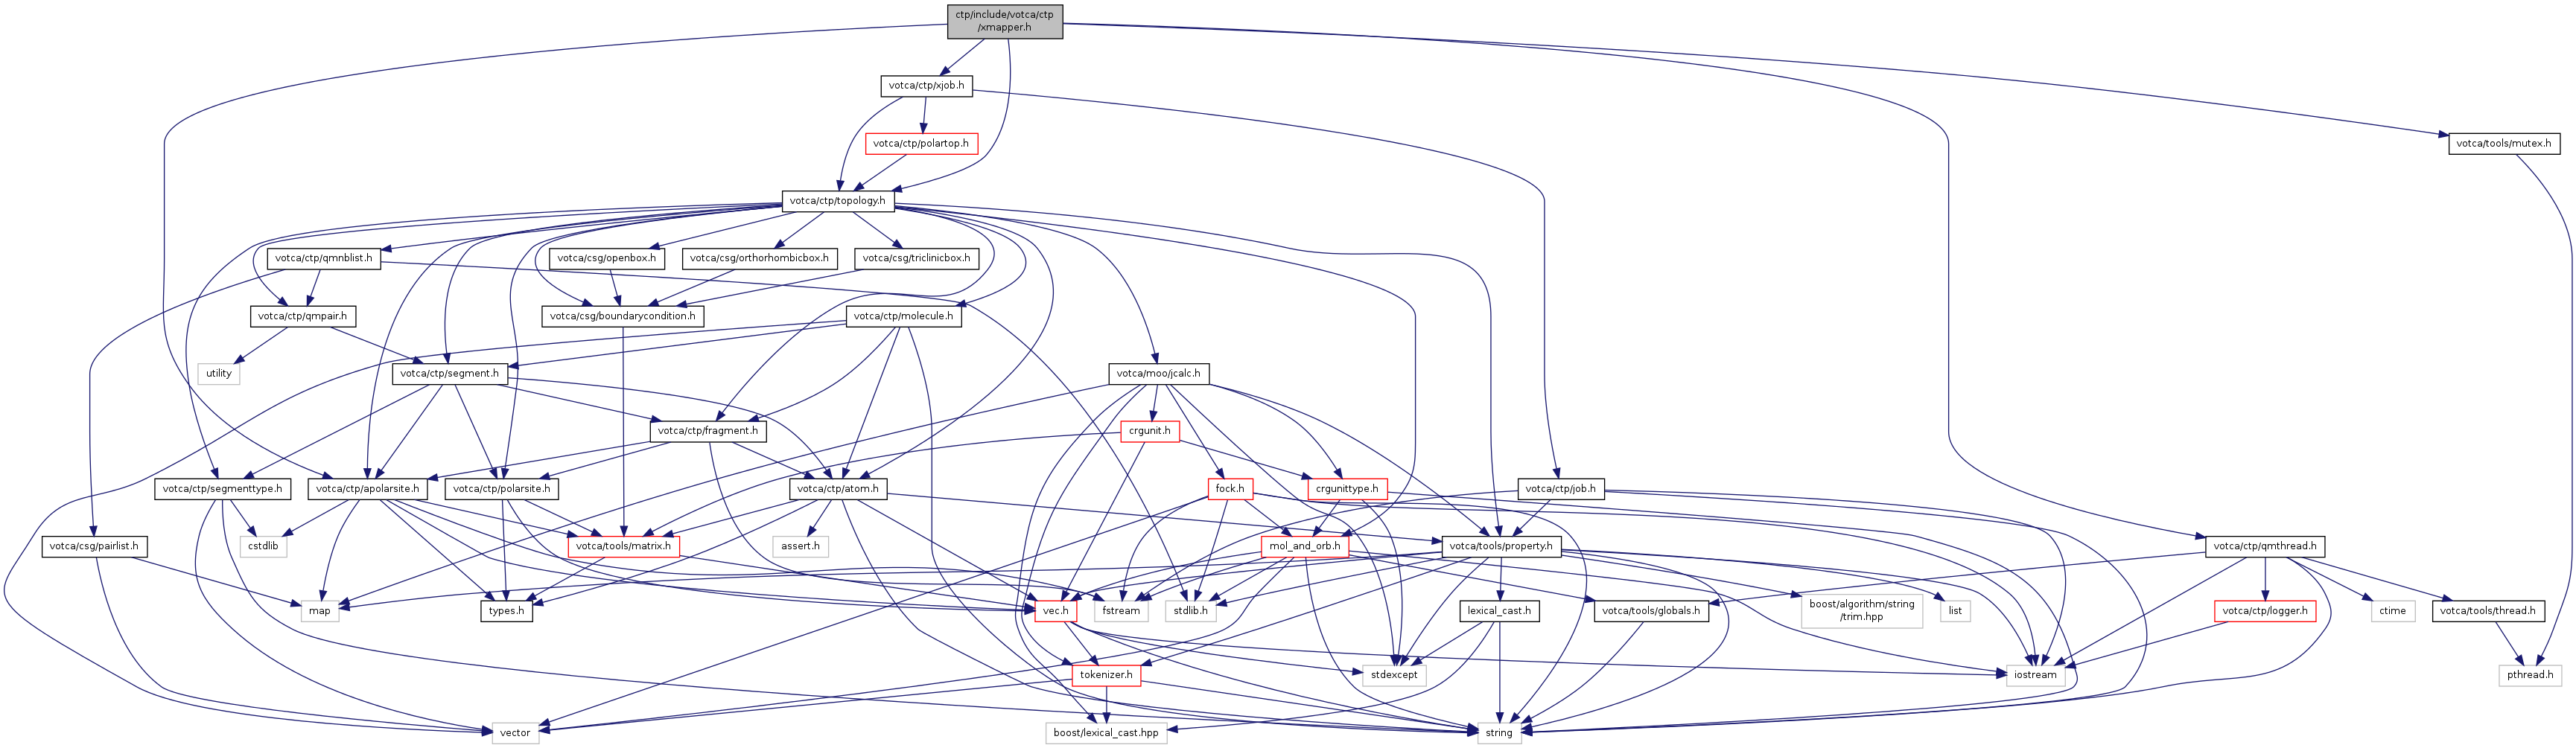 ctp/include/votca/ctp
/xmapper.h
votca/ctp/xjob.h
votca/ctp/polartop.h
votca/tools/mutex.h
votca/ctp/topology.h
votca/ctp/qmnblist.h
votca/csg/openbox.h
votca/csg/orthorhombicbox.h
votca/csg/triclinicbox.h
votca/ctp/qmpair.h
votca/csg/boundarycondition.h
votca/ctp/molecule.h
utility
votca/ctp/segment.h
votca/moo/jcalc.h
votca/ctp/fragment.h
crgunit.h
votca/ctp/segmenttype.h
votca/ctp/apolarsite.h
votca/ctp/polarsite.h
votca/ctp/atom.h
fock.h
crgunittype.h
votca/ctp/job.h
votca/csg/pairlist.h
cstdlib
votca/tools/matrix.h
assert.h
mol_and_orb.h
votca/tools/property.h
votca/ctp/qmthread.h
map
types.h
vec.h
fstream
stdlib.h
lexical_cast.h
votca/tools/globals.h
boost/algorithm/string
/trim.hpp
list
votca/ctp/logger.h
ctime
votca/tools/thread.h
tokenizer.h
stdexcept
iostream
pthread.h
vector
boost/lexical_cast.hpp
string